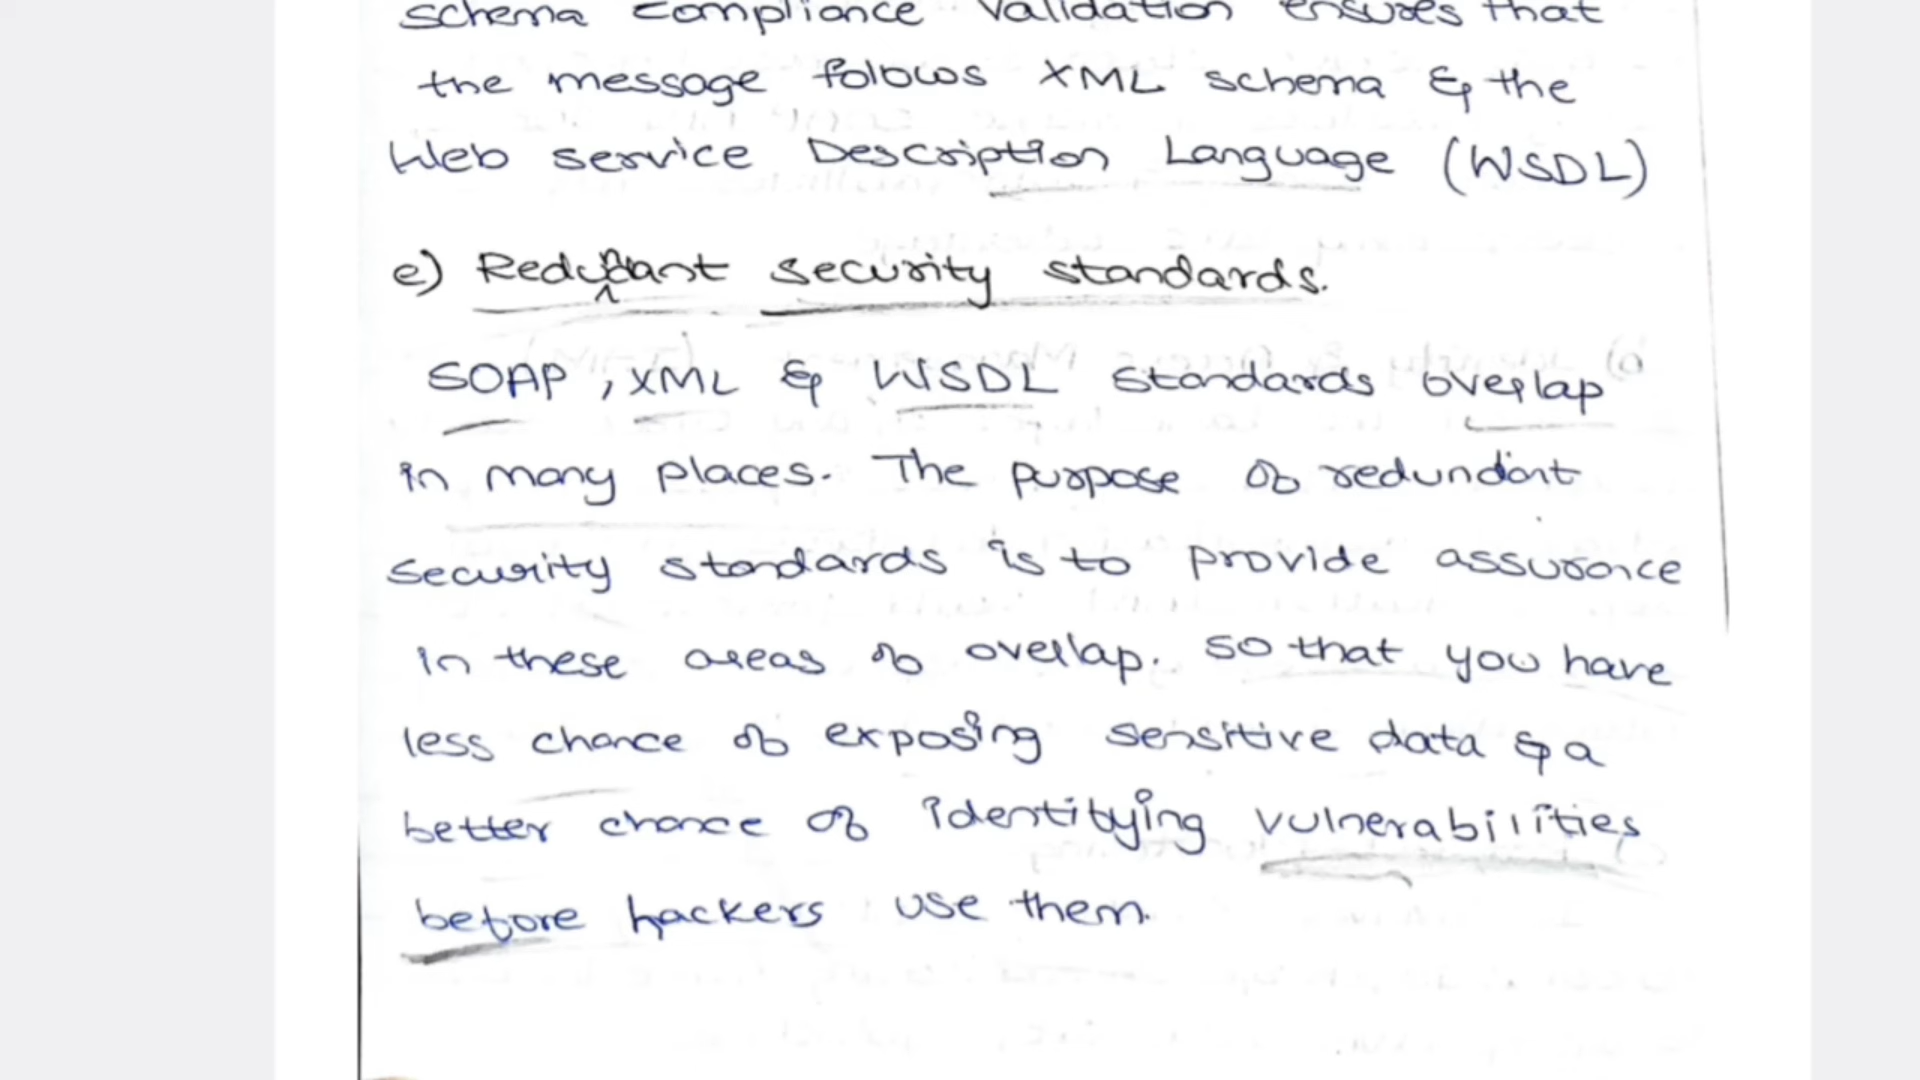 schema compliance validation ensures that
the message follows XML schema & the
Web service Description Language (WSDL)
e) Redundant security standards.
SOAP, XML & WSDL standards overlap
in many places. The purpose of redundant
security standards is to provide assurance
in these areas of overlap. so that you have
less chance of exposing sensitive data & a
better chance of identifying vulnerabilities
before hackers use them.